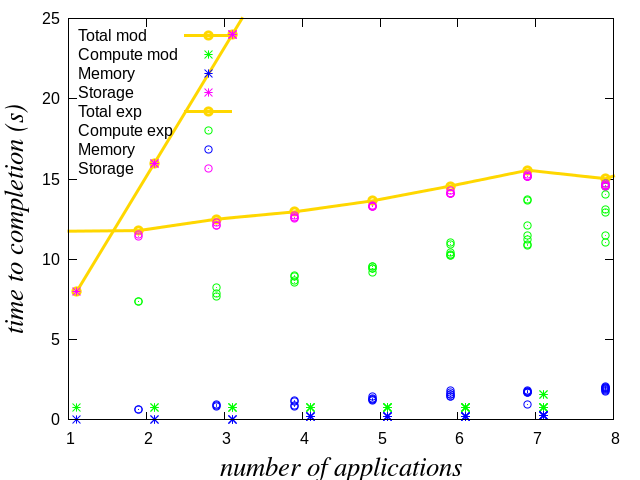 25
20
15
10
5
0
time to completion (s)
Total mod
Compute mod
Memory
Storage
Total exp
Compute exp
Memory
Storage
1 2 3 4 5 6 7 8
number of applications